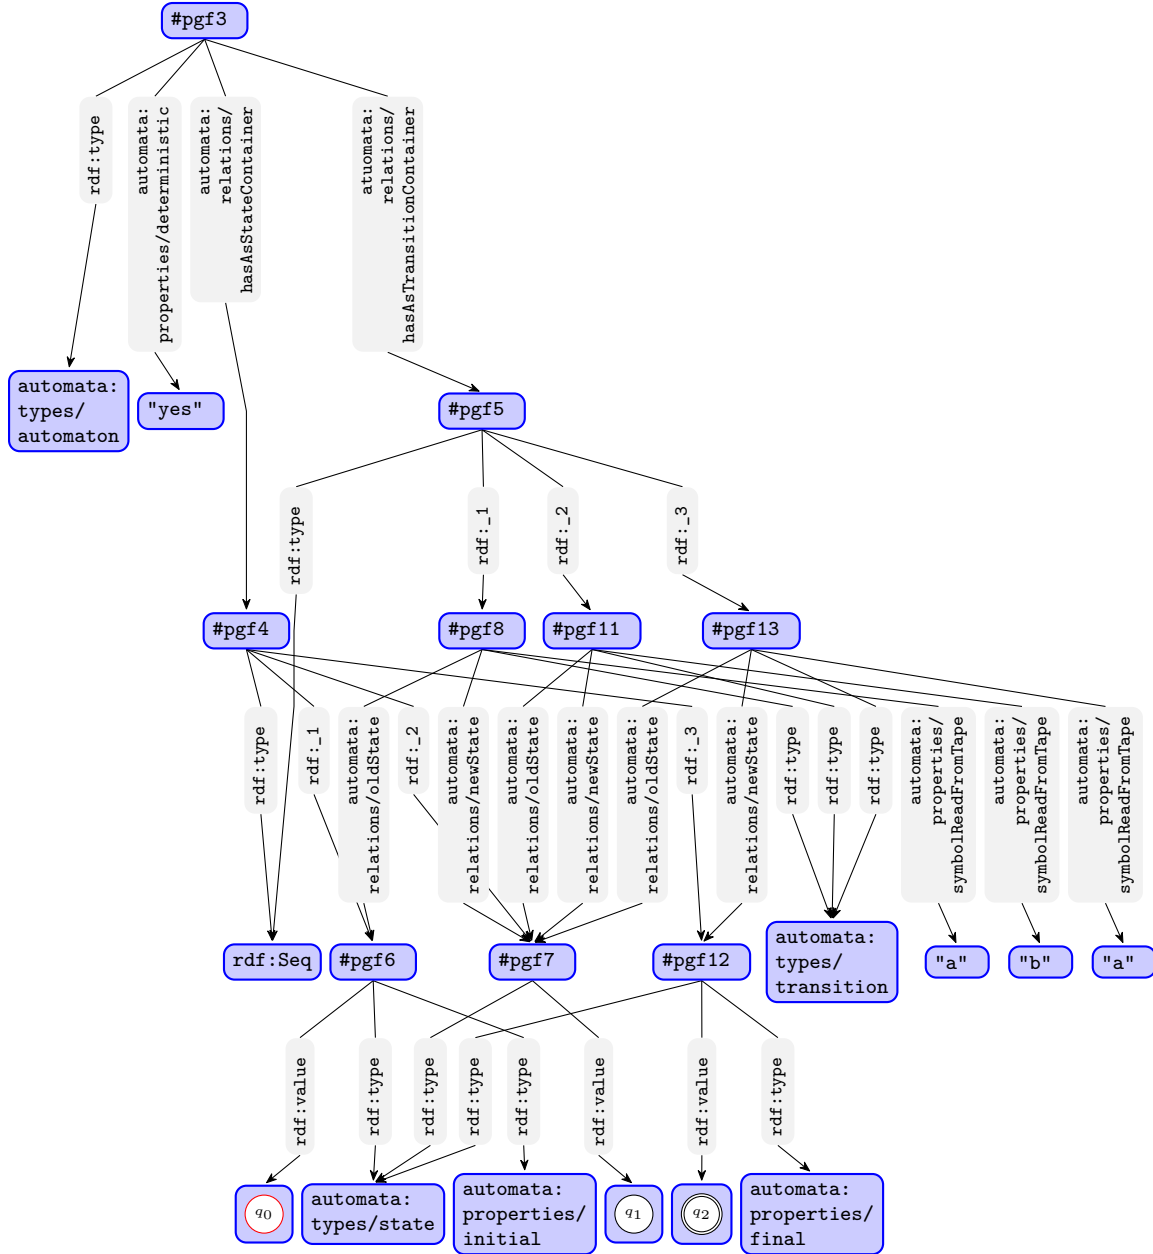 #pgf3
rdf:type
automata:
properties/deterministic
automata:
relations/
hasAsStateContainer
atuomata:
relations/
hasAsTransitionContainer
automata:
types/
automaton
"yes"
#pgf5
rdf:type
rdf:_1
rdf:_2
rdf:_3
#pgf4
#pgf8
#pgf11
#pgf13
rdf:type
rdf:_1
automata:
relations/oldState
rdf:_2
automata:
relations/newState
automata:
relations/oldState
automata:
relations/newState
automata:
relations/oldState
rdf:_3
automata:
relations/newState
rdf:type
rdf:type
rdf:type
automata:
properties/
symbolReadFromTape
automata:
properties/
symbolReadFromTape
automata:
properties/
symbolReadFromTape
rdf:Seq
#pgf6
#pgf7
#pgf12
automata:
types/
transition
"a"
"b"
"a"
rdf:value
rdf:type
rdf:type
rdf:type
rdf:type
rdf:value
rdf:value
rdf:type
q0
automata:
types/state
automata:
properties/
initial
q1
q2
automata:
properties/
final